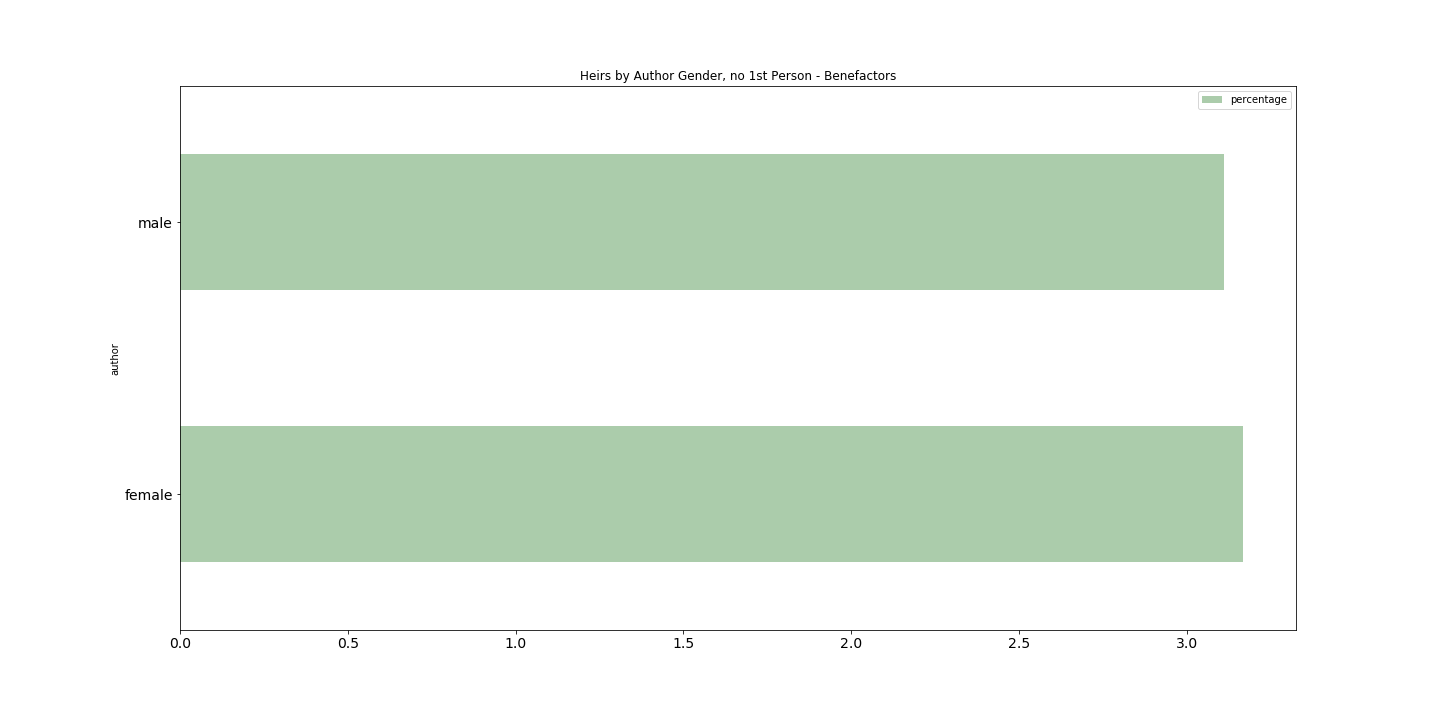 Heirs by Author Gender, no 1st Person - Benefactors
percentage
male
author
female
0.0 0.5 1.0 1.5 2.0 2.5 3.0